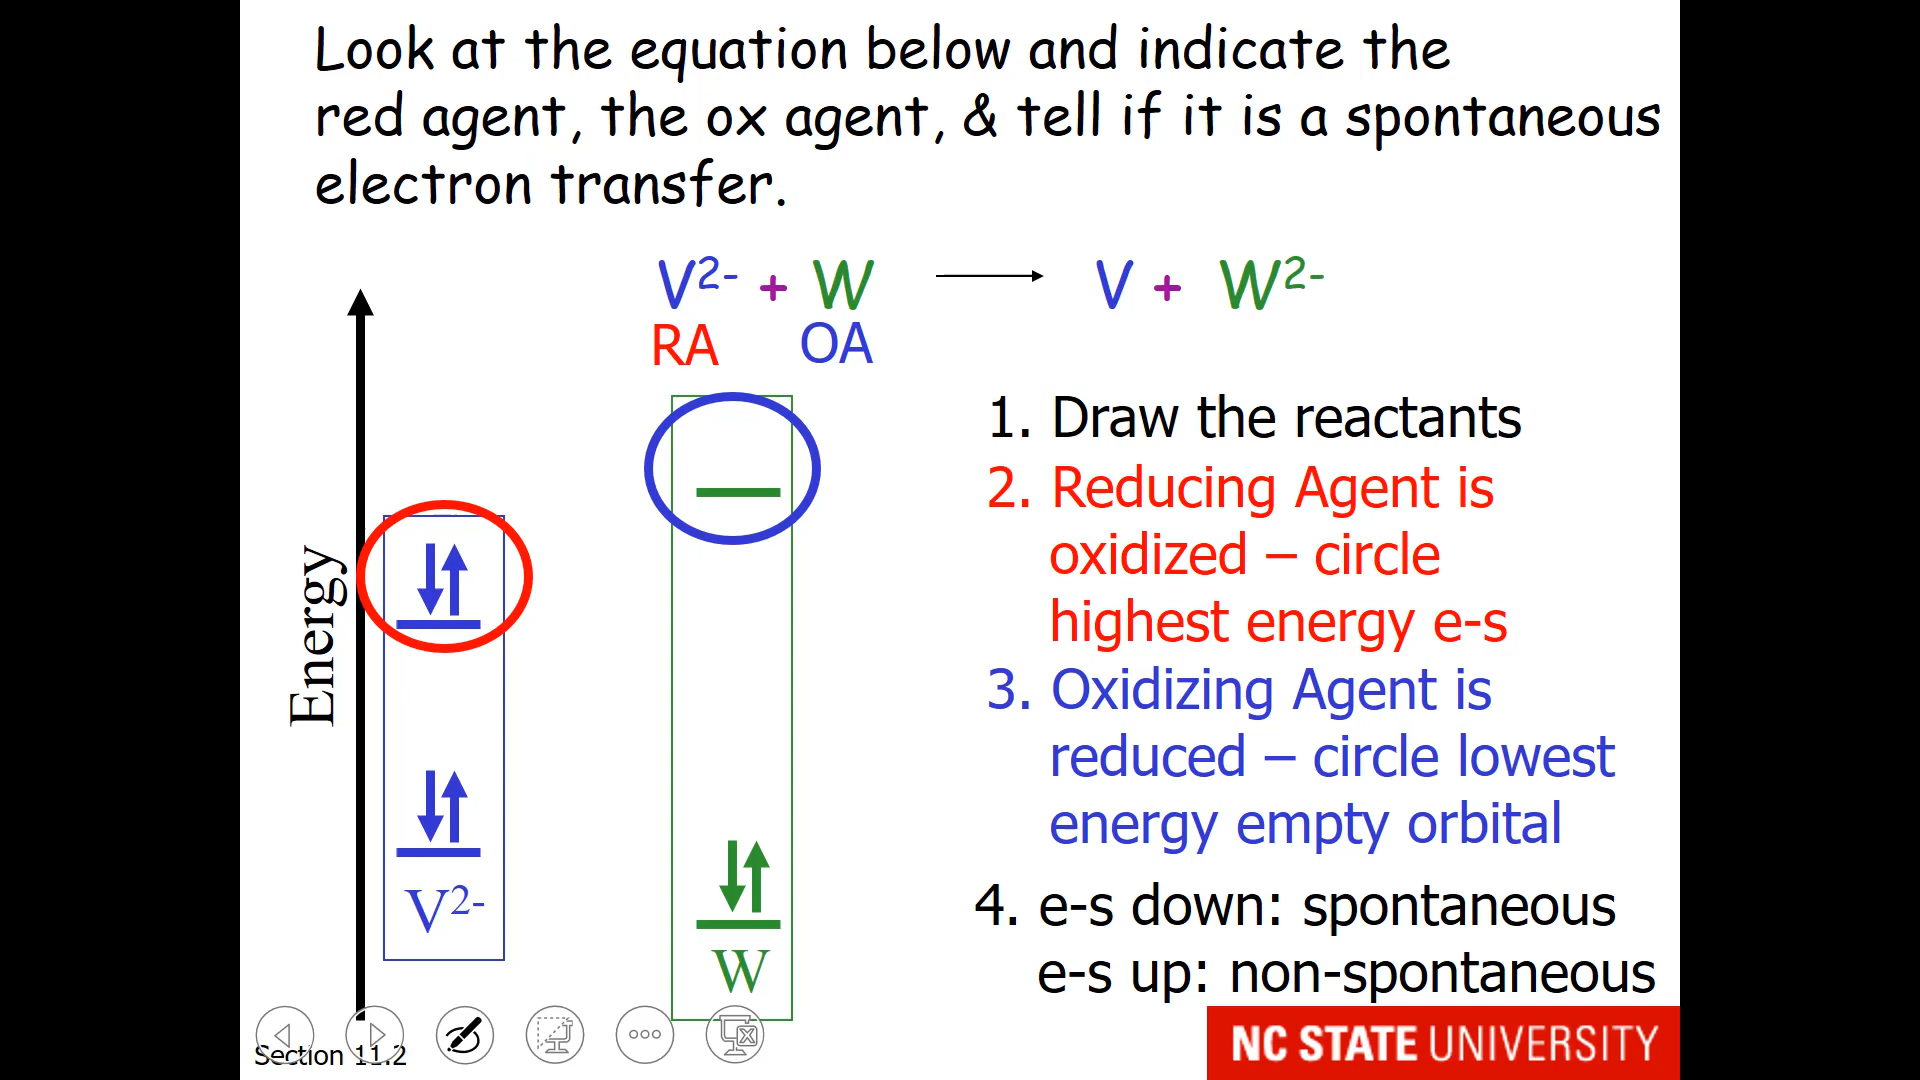 Look at the equation below and indicate the
red agent, the ox agent, & tell if it is a spontaneous
electron transfer.
V²⁻ + W → V + W²⁻
RA OA
Energy
V²⁻
W
1. Draw the reactants
2. Reducing Agent is
oxidized – circle
highest energy e-s
3. Oxidizing Agent is
reduced – circle lowest
energy empty orbital
4. e-s down: spontaneous
e-s up: non-spontaneous
Section 11.2
NC STATE UNIVERSITY